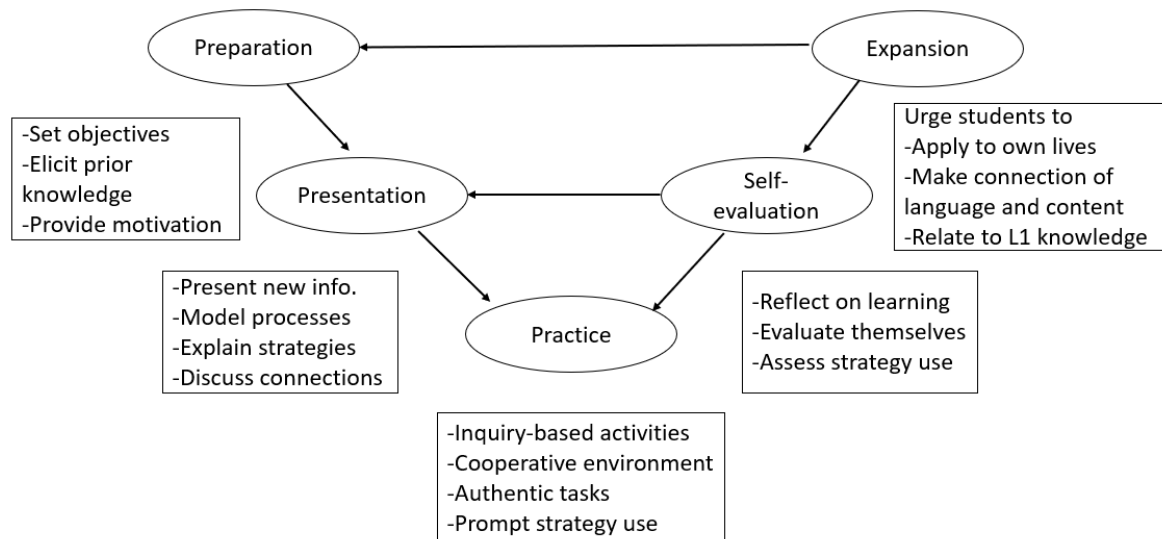 Preparation
Expansion
-Set objectives
-Elicit prior
knowledge
-Provide motivation
Urge students to
-Apply to own lives
-Make connection of
language and content
-Relate to L1 knowledge
Presentation
Self-
evaluation
-Present new info.
-Model processes
-Explain strategies
-Discuss connections
Practice
-Reflect on learning
-Evaluate themselves
-Assess strategy use
-Inquiry-based activities
-Cooperative environment
-Authentic tasks
-Prompt strategy use